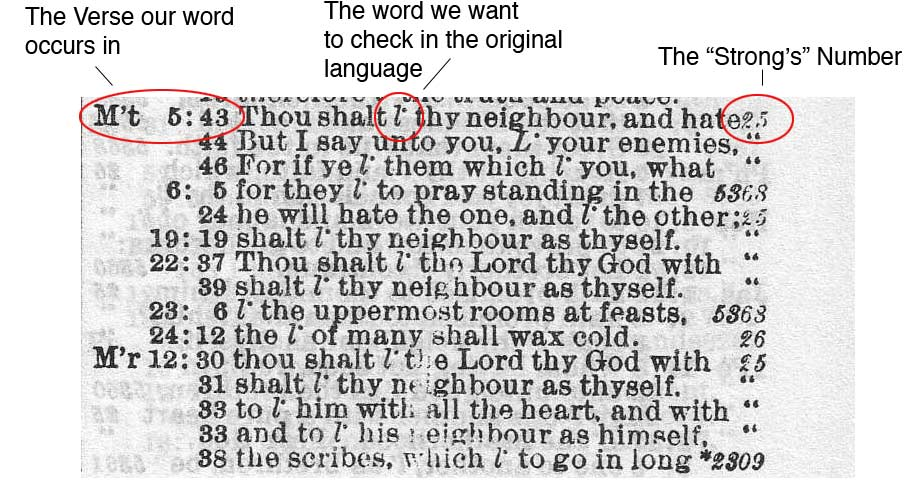 The Verse our word
occurs in
The word we want
to check in the original
language
The “Strong’s” Number
therefore the truth and peace.
M't 5:43 Thou shalt l· thy neighbour, and hate 25
44 But I say unto you, L· your enemies, “
46 For if ye l· them which l· you, what “
6: 5 for they l· to pray standing in the 5368
24 he will hate the one, and l· the other; 25
19:19 shalt l· thy neighbour as thyself. “
22:37 Thou shalt l· the Lord thy God with “
39 shalt l· thy neighbour as thyself. “
23: 6 l· the uppermost rooms at feasts, 5368
24:12 the l· of many shall wax cold. 26
M'r 12:30 thou shalt l· the Lord thy God with 25
31 shalt l· thy neighbour as thyself. “
33 to l· him with all the heart, and with “
33 and to l· his neighbour as himself, “
38 the scribes, which l· to go in long *2309